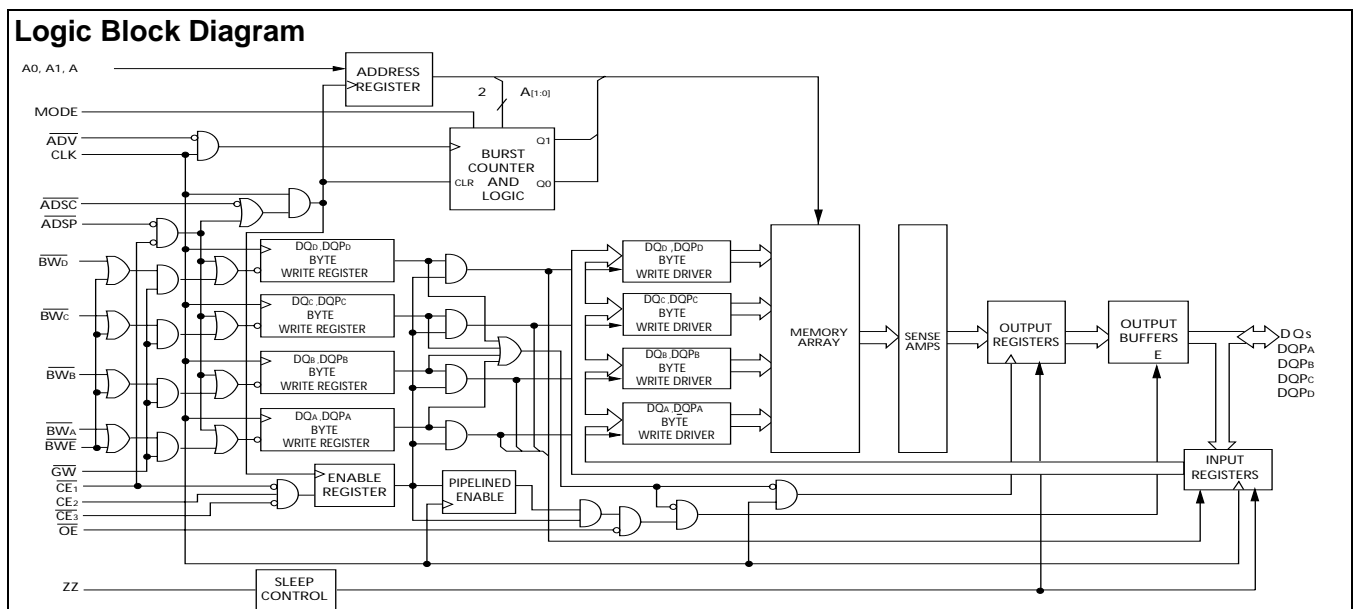 Logic Block Diagram
A0, A1, A
ADDRESS
REGISTER
2 A[1:0]
MODE
ADV
CLK
BURST
COUNTER
AND
LOGIC
CLR
Q1
Q0
ADSC
ADSP
BWD
BWC
BWB
BWA
BWE
GW
CE1
CE2
CE3
OE
ZZ
DQD ,DQPD
BYTE
WRITE REGISTER
DQC ,DQPC
BYTE
WRITE REGISTER
DQB ,DQPB
BYTE
WRITE REGISTER
DQA ,DQPA
BYTE
WRITE REGISTER
ENABLE
REGISTER
PIPELINED
ENABLE
SLEEP
CONTROL
DQD ,DQPD
BYTE
WRITE DRIVER
DQC ,DQPC
BYTE
WRITE DRIVER
DQB ,DQPB
BYTE
WRITE DRIVER
DQA ,DQPA
BYTE
WRITE DRIVER
MEMORY
ARRAY
SENSE
AMPS
OUTPUT
REGISTERS
OUTPUT
BUFFERS
E
DQs
DQPA
DQPB
DQPC
DQPD
INPUT
REGISTERS